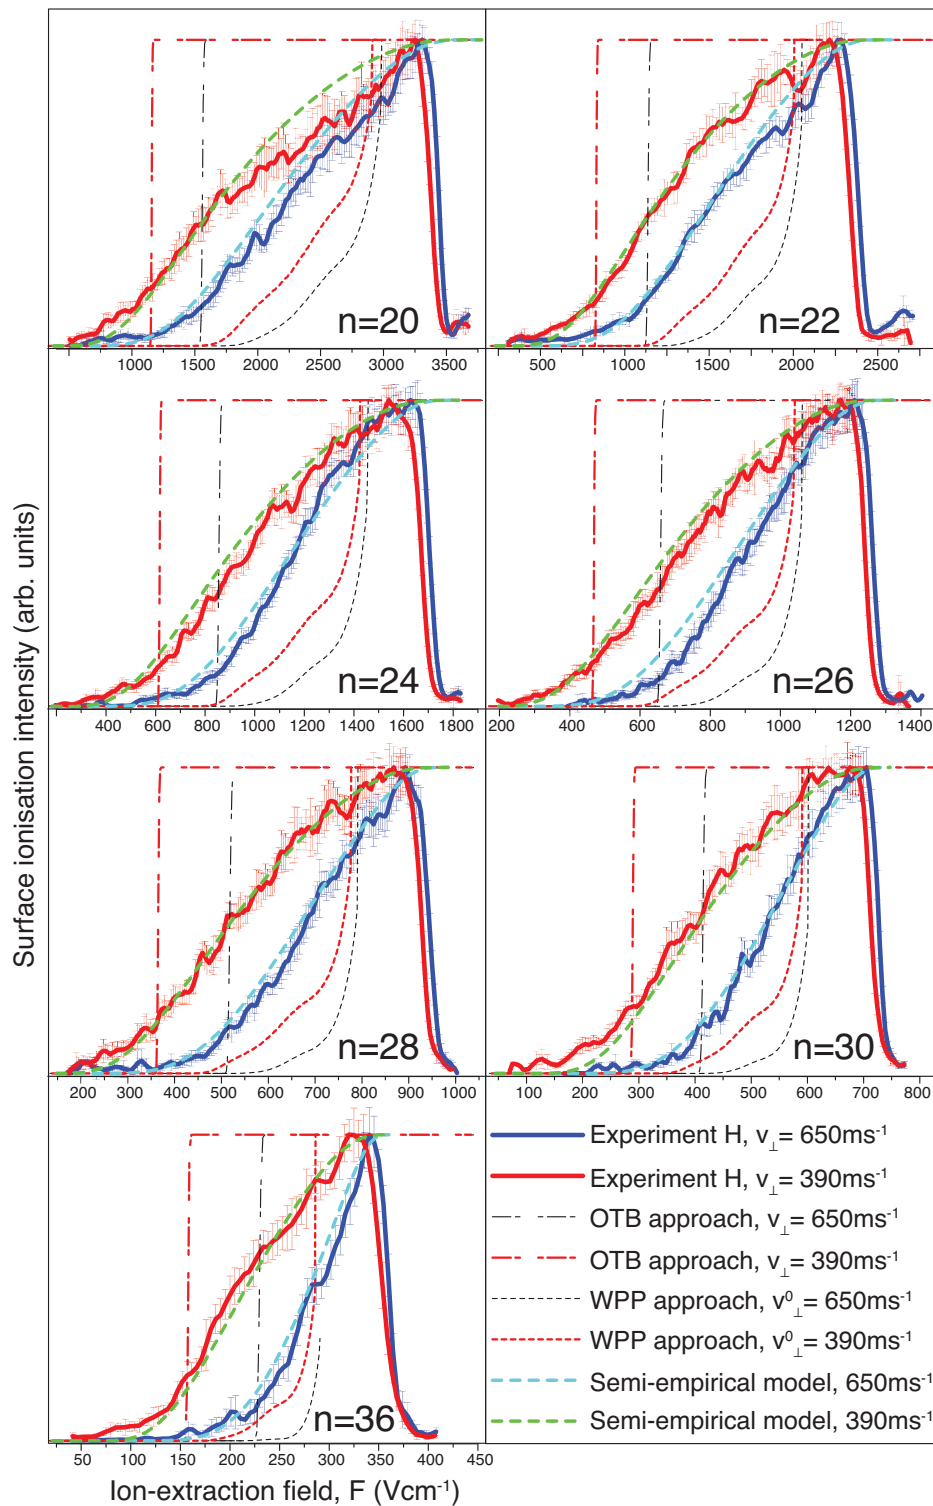 Surface ionisation intensity (arb. units)
n=20
1000 1500 2000 2500 3000 3500
n=22
500 1000 1500 2000 2500
n=24
400 600 800 1000 1200 1400 1600 1800
n=26
200 400 600 800 1000 1200 1400
n=28
200 300 400 500 600 700 800 900 1000
n=30
100 200 300 400 500 600 700 800
n=36
50 100 150 200 250 300 350 400 450
Ion-extraction field, F (Vcm⁻¹)
Experiment H, v⊥= 650ms⁻¹
Experiment H, v⊥= 390ms⁻¹
OTB approach, v⊥= 650ms⁻¹
OTB approach, v⊥= 390ms⁻¹
WPP approach, v⁰⊥= 650ms⁻¹
WPP approach, v⁰⊥= 390ms⁻¹
Semi-empirical model, 650ms⁻¹
Semi-empirical model, 390ms⁻¹